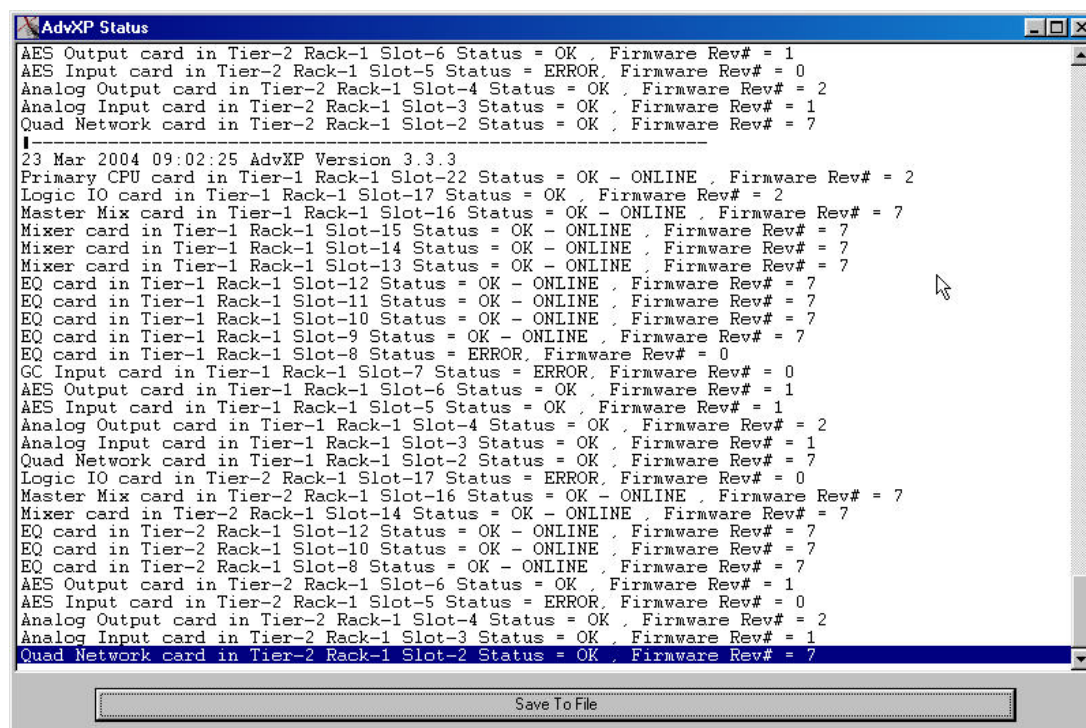 AdvXP Status
AES Output card in Tier-2 Rack-1 Slot-6 Status = OK , Firmware Rev# = 1
AES Input card in Tier-2 Rack-1 Slot-5 Status = ERROR, Firmware Rev# = 0
Analog Output card in Tier-2 Rack-1 Slot-4 Status = OK , Firmware Rev# = 2
Analog Input card in Tier-2 Rack-1 Slot-3 Status = OK , Firmware Rev# = 1
Quad Network card in Tier-2 Rack-1 Slot-2 Status = OK , Firmware Rev# = 7
------------------------------------------------------------------------------
23 Mar 2004 09:02:25 AdvXP Version 3.3.3
Primary CPU card in Tier-1 Rack-1 Slot-22 Status = OK - ONLINE , Firmware Rev# = 2
Logic IO card in Tier-1 Rack-1 Slot-17 Status = OK , Firmware Rev# = 2
Master Mix card in Tier-1 Rack-1 Slot-16 Status = OK - ONLINE , Firmware Rev# = 7
Mixer card in Tier-1 Rack-1 Slot-15 Status = OK - ONLINE , Firmware Rev# = 7
Mixer card in Tier-1 Rack-1 Slot-14 Status = OK - ONLINE , Firmware Rev# = 7
Mixer card in Tier-1 Rack-1 Slot-13 Status = OK - ONLINE , Firmware Rev# = 7
EQ card in Tier-1 Rack-1 Slot-12 Status = OK - ONLINE , Firmware Rev# = 7
EQ card in Tier-1 Rack-1 Slot-11 Status = OK - ONLINE , Firmware Rev# = 7
EQ card in Tier-1 Rack-1 Slot-10 Status = OK - ONLINE , Firmware Rev# = 7
EQ card in Tier-1 Rack-1 Slot-9 Status = OK - ONLINE , Firmware Rev# = 7
EQ card in Tier-1 Rack-1 Slot-8 Status = ERROR, Firmware Rev# = 0
GC Input card in Tier-1 Rack-1 Slot-7 Status = ERROR, Firmware Rev# = 0
AES Output card in Tier-1 Rack-1 Slot-6 Status = OK , Firmware Rev# = 1
AES Input card in Tier-1 Rack-1 Slot-5 Status = OK , Firmware Rev# = 1
Analog Output card in Tier-1 Rack-1 Slot-4 Status = OK , Firmware Rev# = 2
Analog Input card in Tier-1 Rack-1 Slot-3 Status = OK , Firmware Rev# = 1
Quad Network card in Tier-1 Rack-1 Slot-2 Status = OK , Firmware Rev# = 7
Logic IO card in Tier-2 Rack-1 Slot-17 Status = ERROR, Firmware Rev# = 0
Master Mix card in Tier-2 Rack-1 Slot-16 Status = OK - ONLINE , Firmware Rev# = 7
Mixer card in Tier-2 Rack-1 Slot-14 Status = OK - ONLINE , Firmware Rev# = 7
EQ card in Tier-2 Rack-1 Slot-12 Status = OK - ONLINE , Firmware Rev# = 7
EQ card in Tier-2 Rack-1 Slot-10 Status = OK - ONLINE , Firmware Rev# = 7
EQ card in Tier-2 Rack-1 Slot-8 Status = OK - ONLINE , Firmware Rev# = 7
AES Output card in Tier-2 Rack-1 Slot-6 Status = OK , Firmware Rev# = 1
AES Input card in Tier-2 Rack-1 Slot-5 Status = ERROR, Firmware Rev# = 0
Analog Output card in Tier-2 Rack-1 Slot-4 Status = OK , Firmware Rev# = 2
Analog Input card in Tier-2 Rack-1 Slot-3 Status = OK , Firmware Rev# = 1
Quad Network card in Tier-2 Rack-1 Slot-2 Status = OK , Firmware Rev# = 7
Save To File